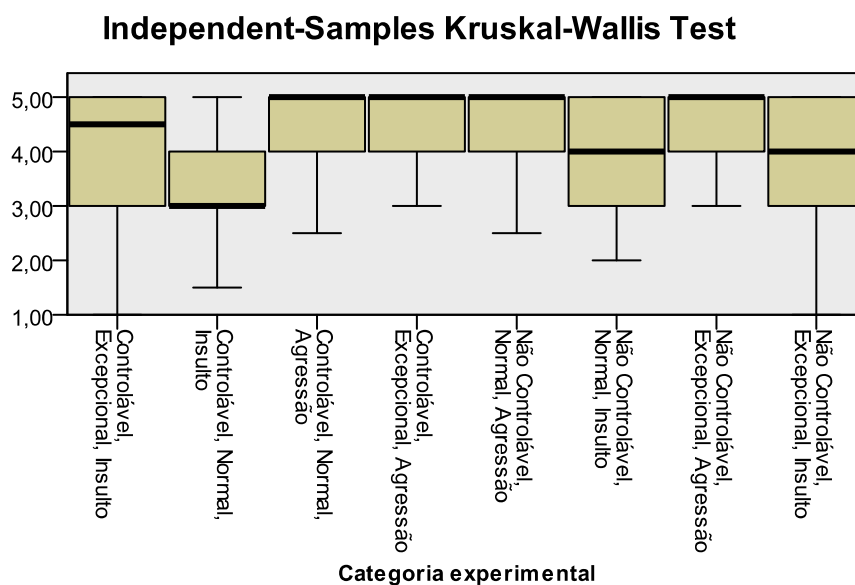 Independent-Samples Kruskal-Wallis Test
5,00
4,00
3,00
2,00
1,00
Controlável,
Excepcional, Insulto
Controlável, Normal,
Insulto
Controlável, Normal,
Agressão
Controlável,
Excepcional, Agressão
Não Controlável,
Normal, Agressão
Não Controlável,
Normal, Insulto
Não Controlável,
Excepcional, Agressão
Não Controlável,
Excepcional, Insulto
Categoria experimental